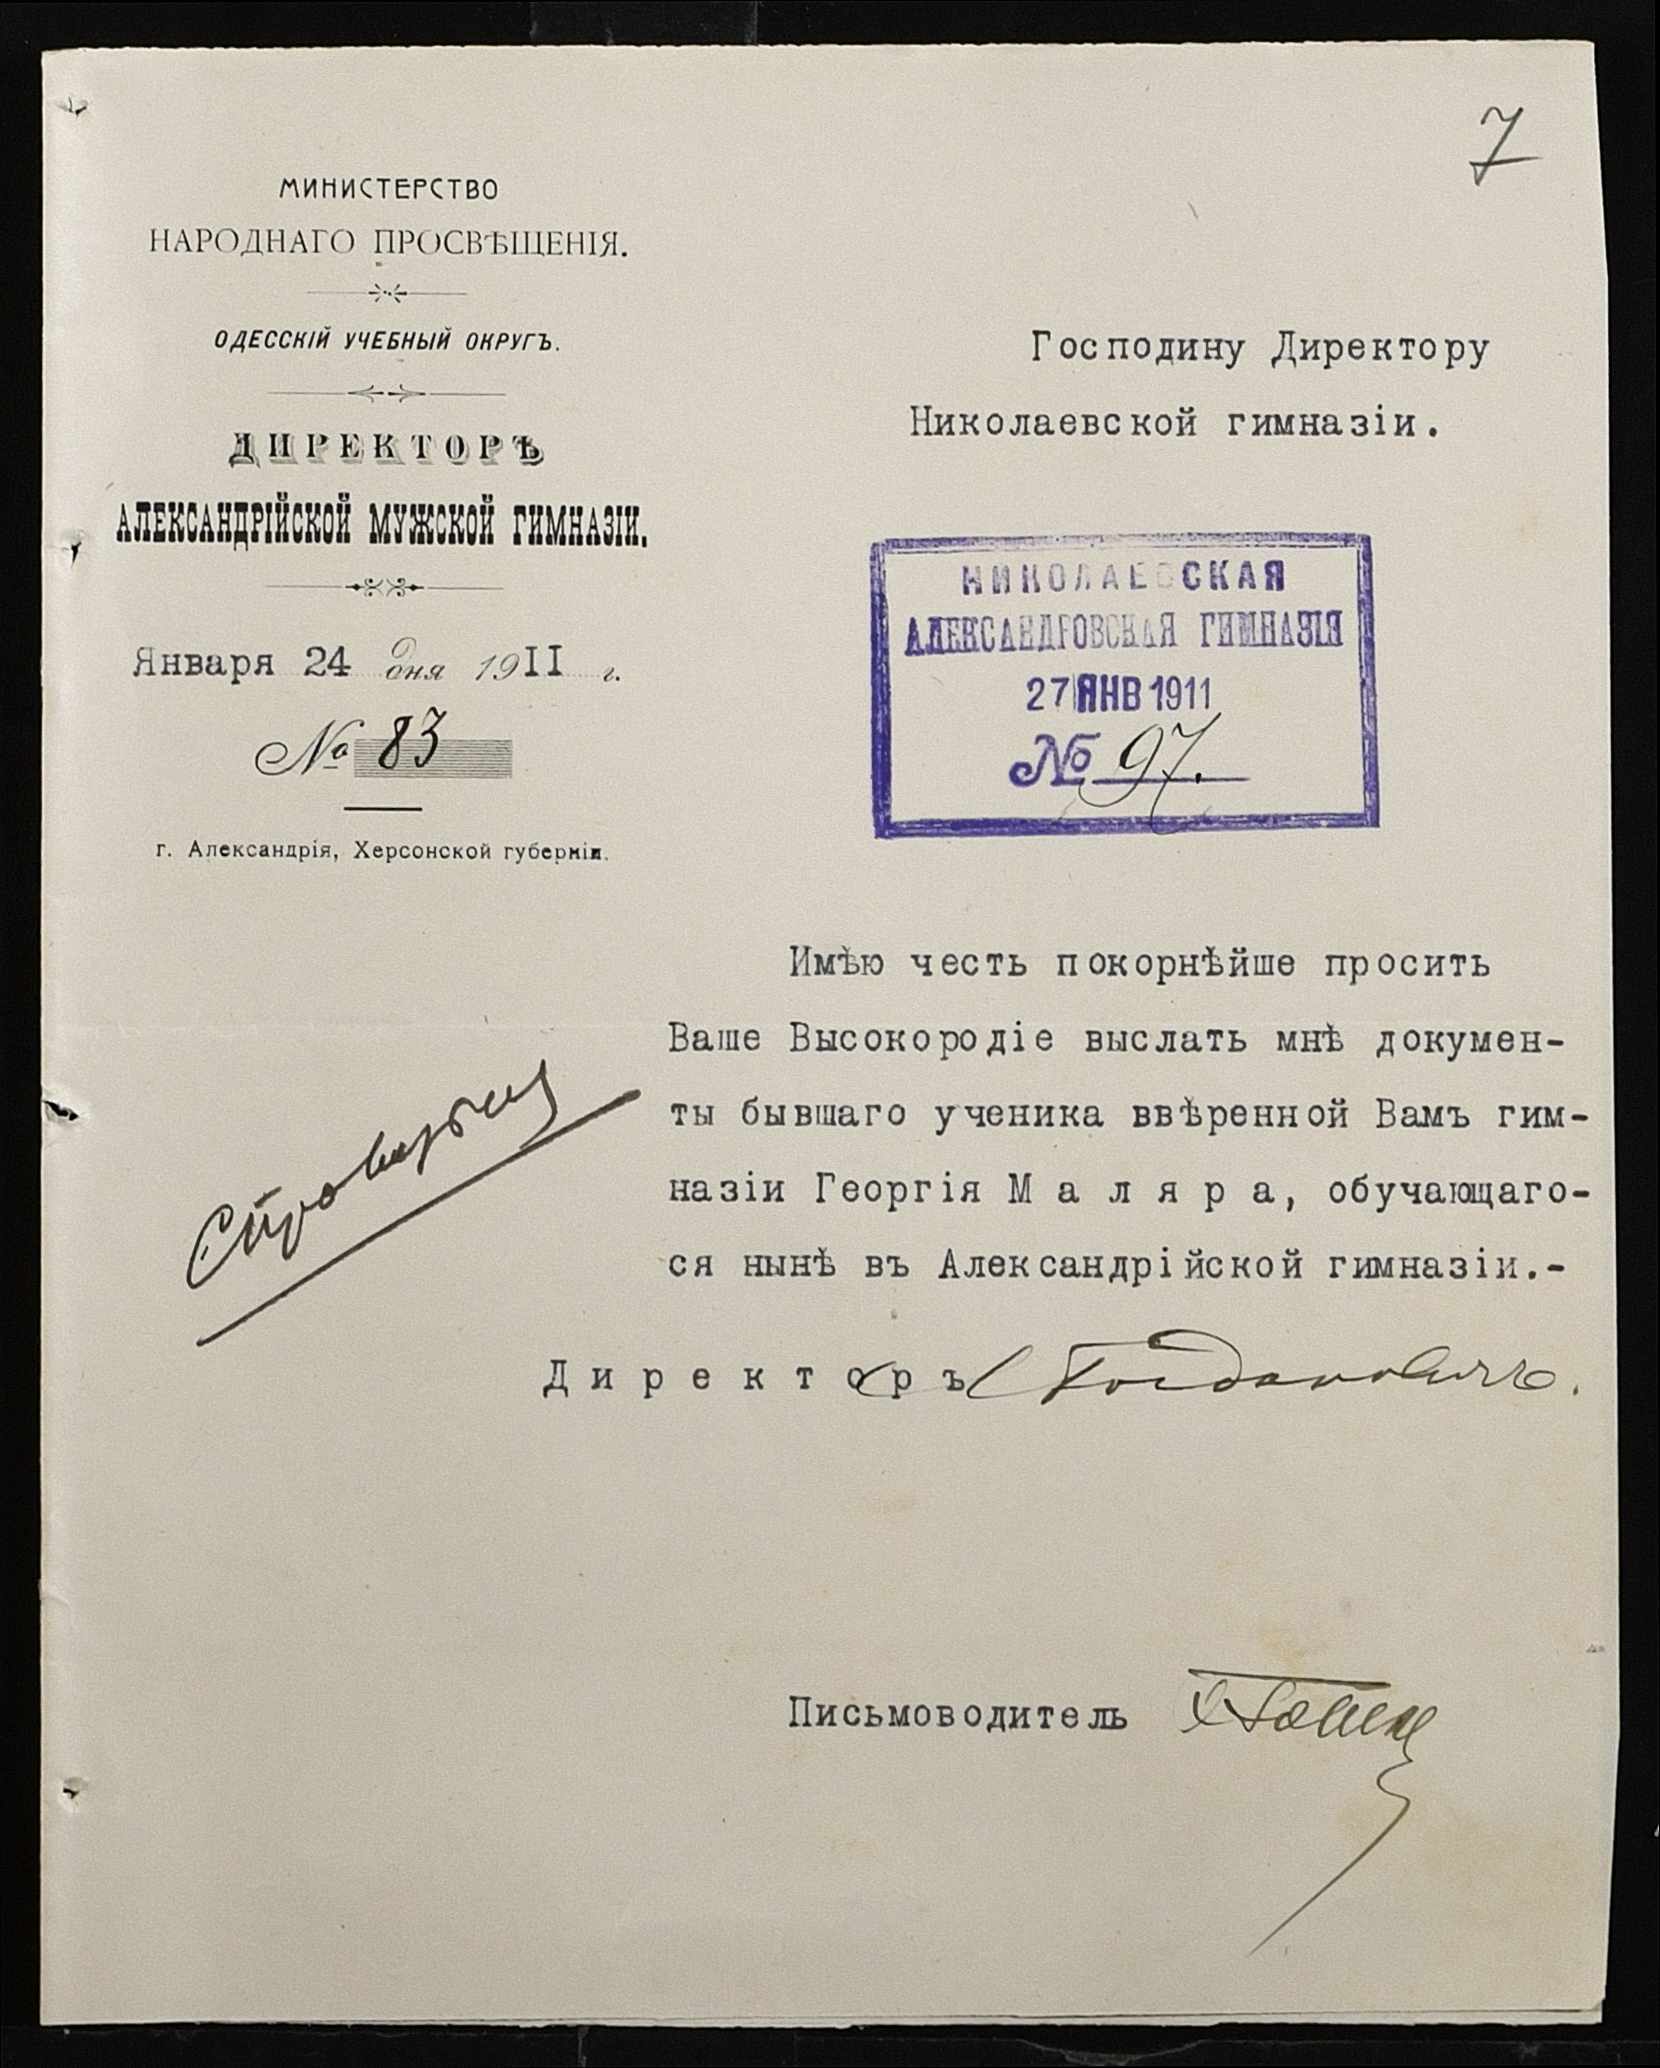 7
МИНИСТЕРСТВО
НАРОДНАГО ПРОСВѢЩЕНІЯ.
ОДЕССКІЙ УЧЕБНЫЙ ОКРУГЪ.
ДИРЕКТОРЪ
АЛЕКСАНДРІЙСКОЙ МУЖСКОЙ ГИМНАЗІИ.
Января 24 дня 1911 г.
№ 83
г. Александрія, Херсонской губерніи.
Господину Директору
Николаевской гимназіи.
НИКОЛАЕВСКАЯ
АЛЕКСАНДРОВСКАЯ ГИМНАЗІЯ
27 ЯНВ 1911
№ 97.
Имѣю честь покорнѣйше просить
Ваше Высокородіе выслать мнѣ докумен-
ты бывшаго ученика ввѣренной Вамъ гим-
назіи Георгія М а л я р а, обучающаго-
ся нынѣ въ Александрійской гимназіи.-
Д и р е к т о р ъ Богдановичъ.
Письмоводитель